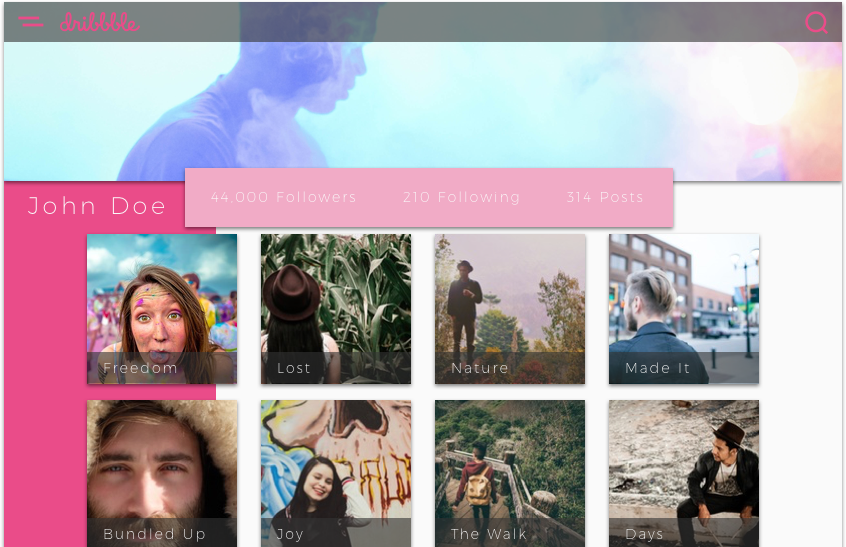 dribbble
44,000 Followers 210 Following 314 Posts
John Doe
Freedom Lost Nature Made It
Bundled Up Joy The Walk Days